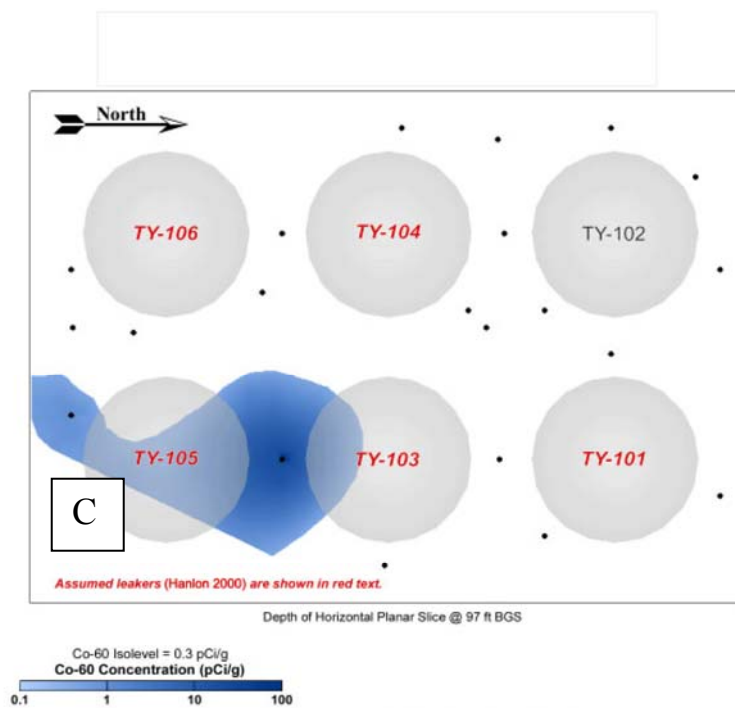 North
TY-106 TY-104 TY-102
TY-105 TY-103 TY-101
C
Assumed leakers (Hanlon 2000) are shown in red text.
Depth of Horizontal Planar Slice @ 97 ft BGS
Co-60 Isolevel = 0.3 pCi/g
Co-60 Concentration (pCi/g)
0.1 1 10 100